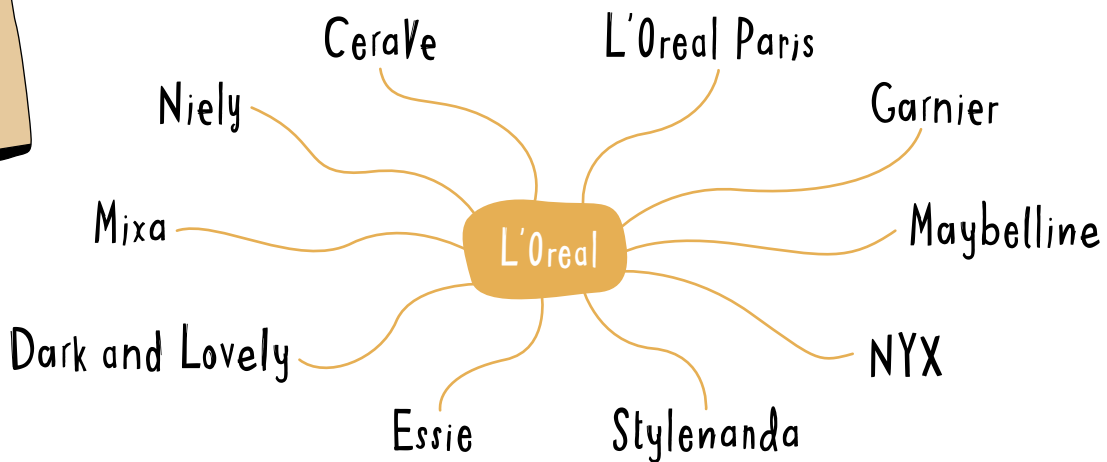 CeraVe
L'Oreal Paris
Niely
Garnier
Mixa
Maybelline
L'Oreal
Dark and Lovely
NYX
Essie
Stylenanda